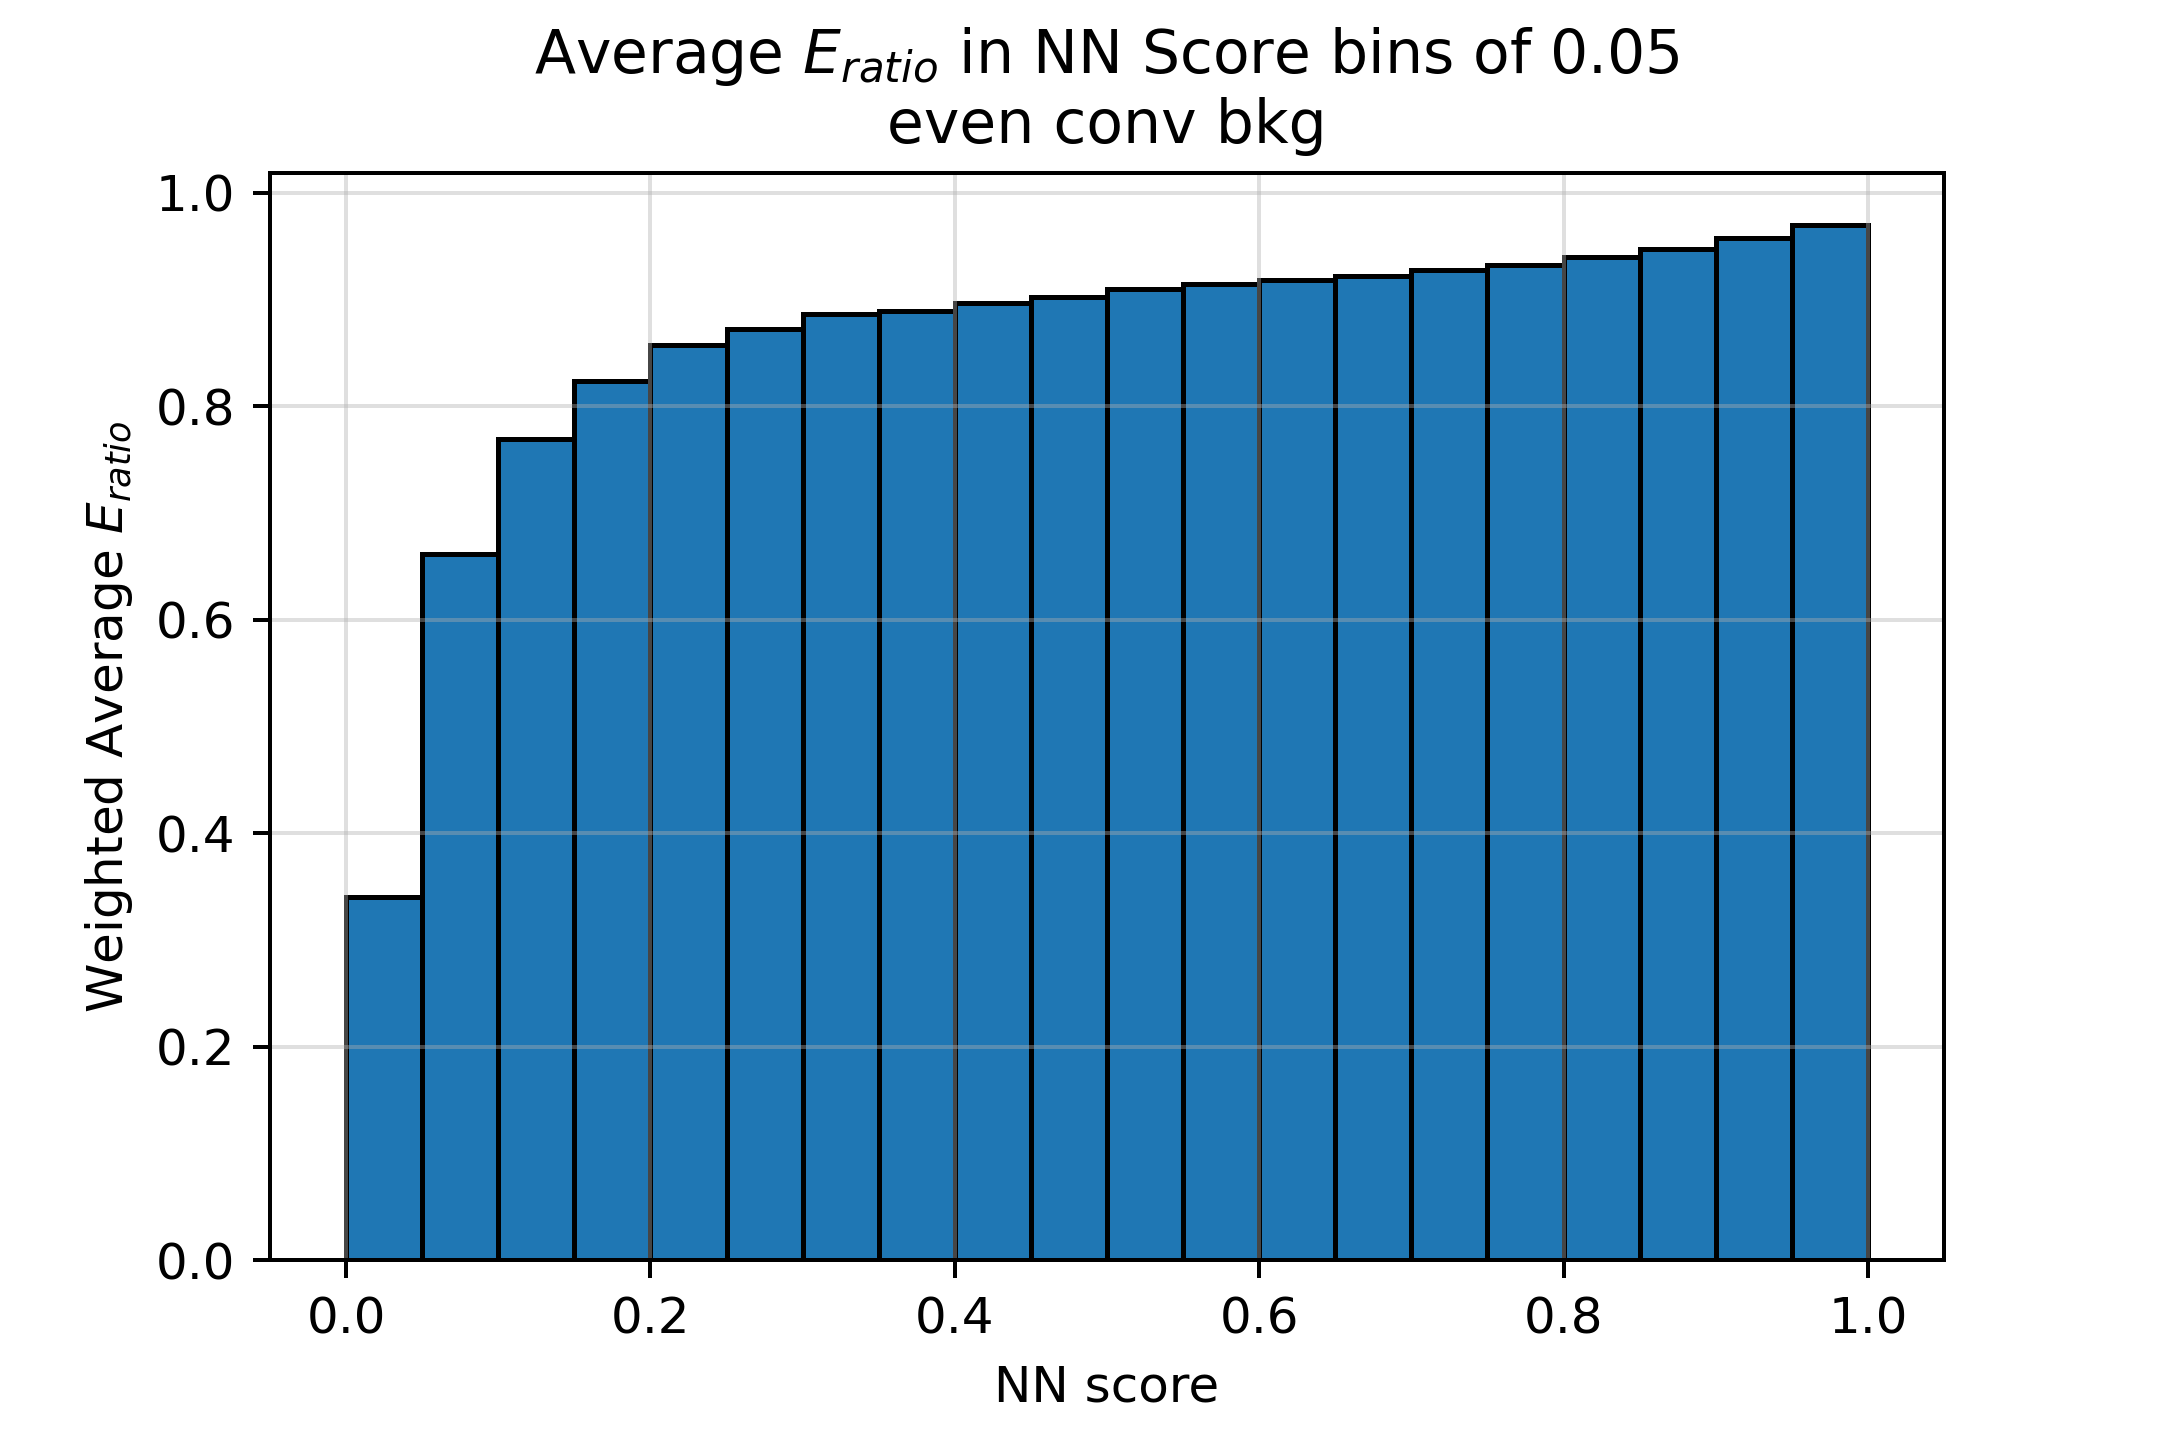 Average E_ratio in NN Score bins of 0.05
even conv bkg
Weighted Average E_ratio
1.0
0.8
0.6
0.4
0.2
0.0
0.0 0.2 0.4 0.6 0.8 1.0
NN score